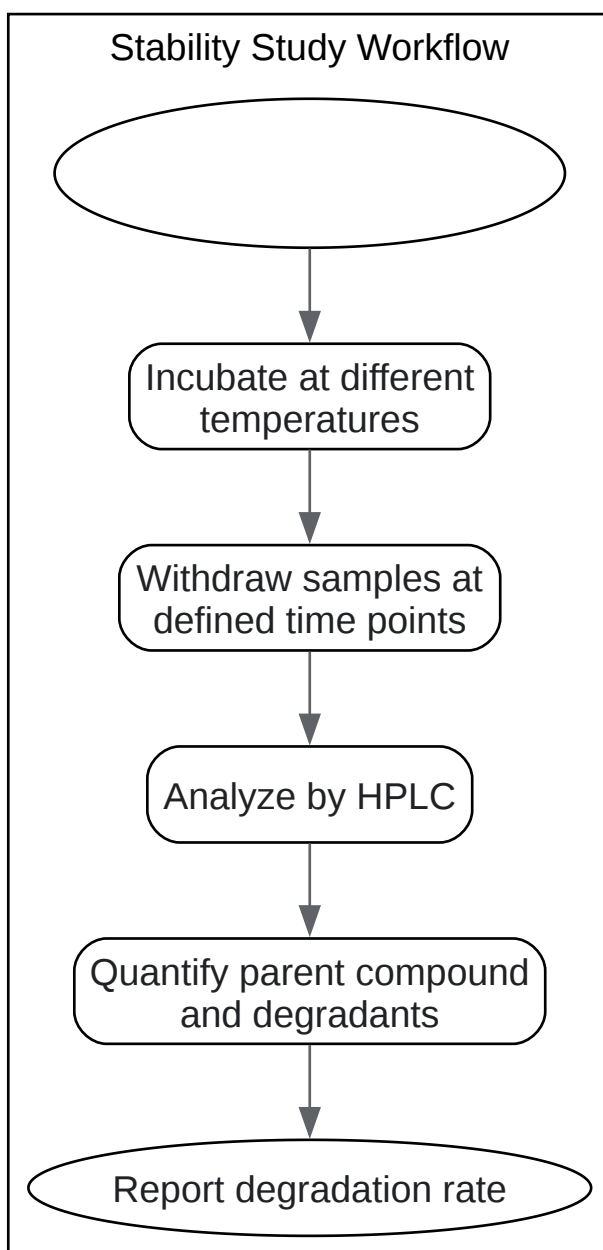 Stability Study Workflow
Incubate at different
temperatures
Withdraw samples at
defined time points
Analyze by HPLC
Quantify parent compound
and degradants
Report degradation rate